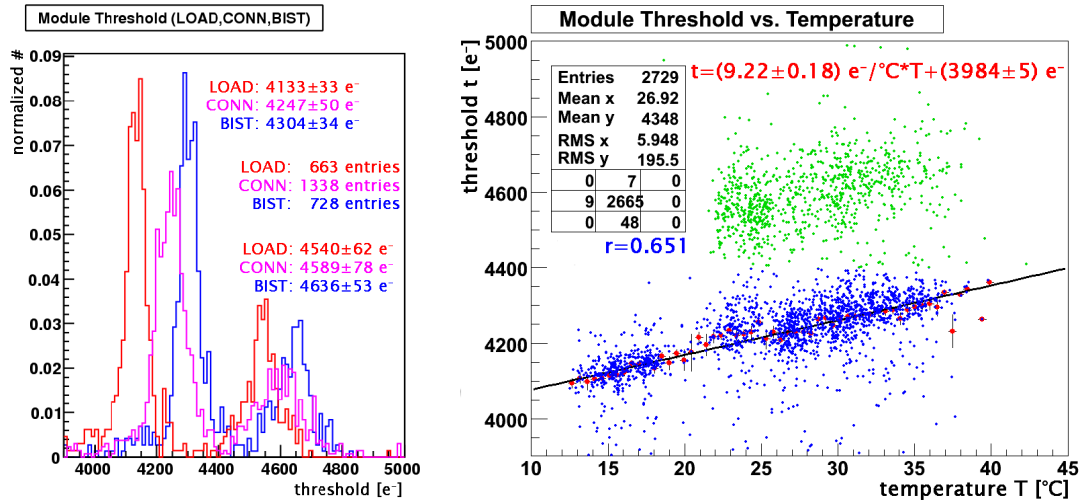 Module Threshold (LOAD,CONN,BIST)
normalized #
0.09
0.08
0.07
0.06
0.05
0.04
0.03
0.02
0.01
0
LOAD: 4133±33 e⁻
CONN: 4247±50 e⁻
BIST: 4304±34 e⁻
LOAD: 663 entries
CONN: 1338 entries
BIST: 728 entries
LOAD: 4540±62 e⁻
CONN: 4589±78 e⁻
BIST: 4636±53 e⁻
4000 4200 4400 4600 4800 5000
threshold [e⁻]
Module Threshold vs. Temperature
threshold t [e⁻]
5000
4800
4600
4400
4200
4000
t=(9.22±0.18) e⁻/°C*T+(3984±5) e⁻
Entries 2729
Mean x 26.92
Mean y 4348
RMS x 5.948
RMS y 195.5
0 7 0
9 2665 0
0 48 0
r=0.651
10 15 20 25 30 35 40 45
temperature T [°C]